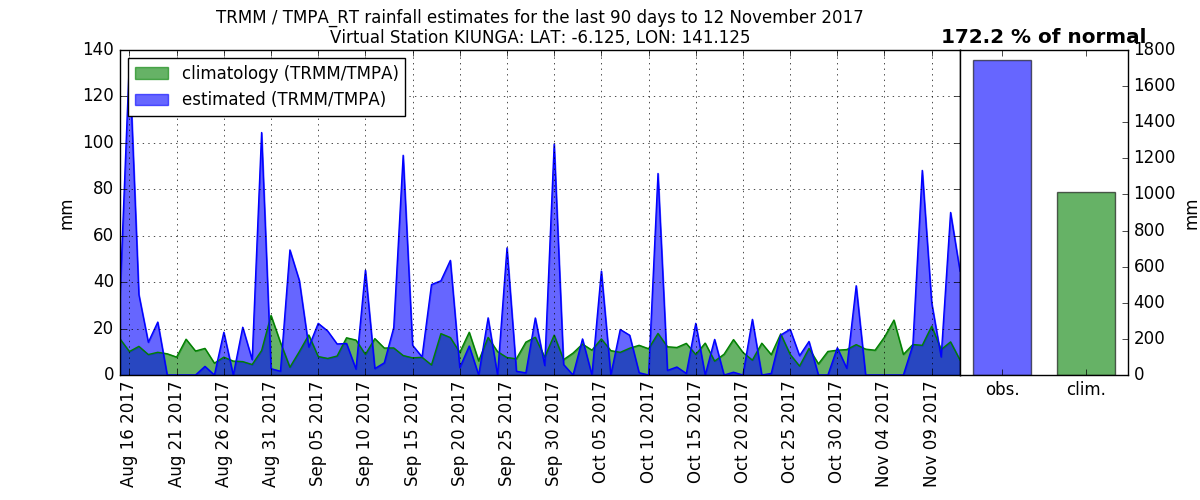 TRMM / TMPA_RT rainfall estimates for the last 90 days to 12 November 2017
Virtual Station KIUNGA: LAT: -6.125, LON: 141.125
172.2 % of normal
climatology (TRMM/TMPA)
estimated (TRMM/TMPA)
mm
140
120
100
80
60
40
20
0
Aug 16 2017
Aug 21 2017
Aug 26 2017
Aug 31 2017
Sep 05 2017
Sep 10 2017
Sep 15 2017
Sep 20 2017
Sep 25 2017
Sep 30 2017
Oct 05 2017
Oct 10 2017
Oct 15 2017
Oct 20 2017
Oct 25 2017
Oct 30 2017
Nov 04 2017
Nov 09 2017
obs.
clim.
1800
1600
1400
1200
1000
800
600
400
200
0
mm